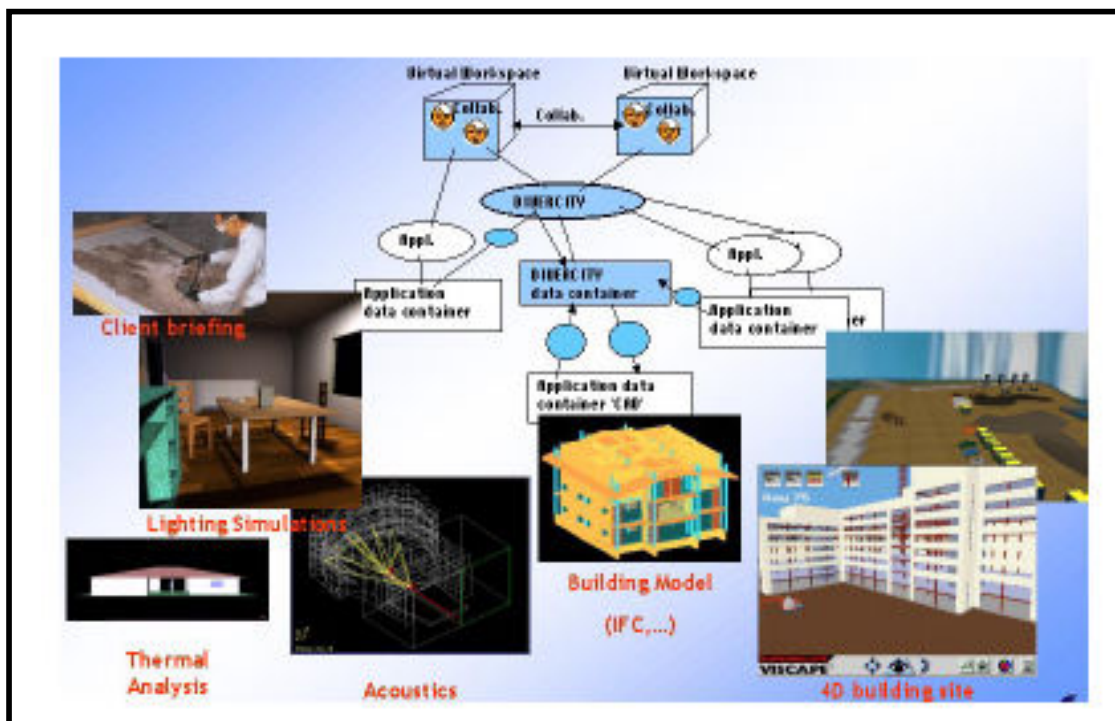 Virtual Workspace
Virtual Workspace
Collab.
Collab.
Collab.
DIVERCITY
Appl.
Appl.
DIVERCITY
data container
Application
data container
Application
data container
Application data
container 'CAD'
Client briefing
Lighting Simulations
Building Model
(IFC,...)
Thermal
Analysis
Acoustics
VISCAPE
4D building site